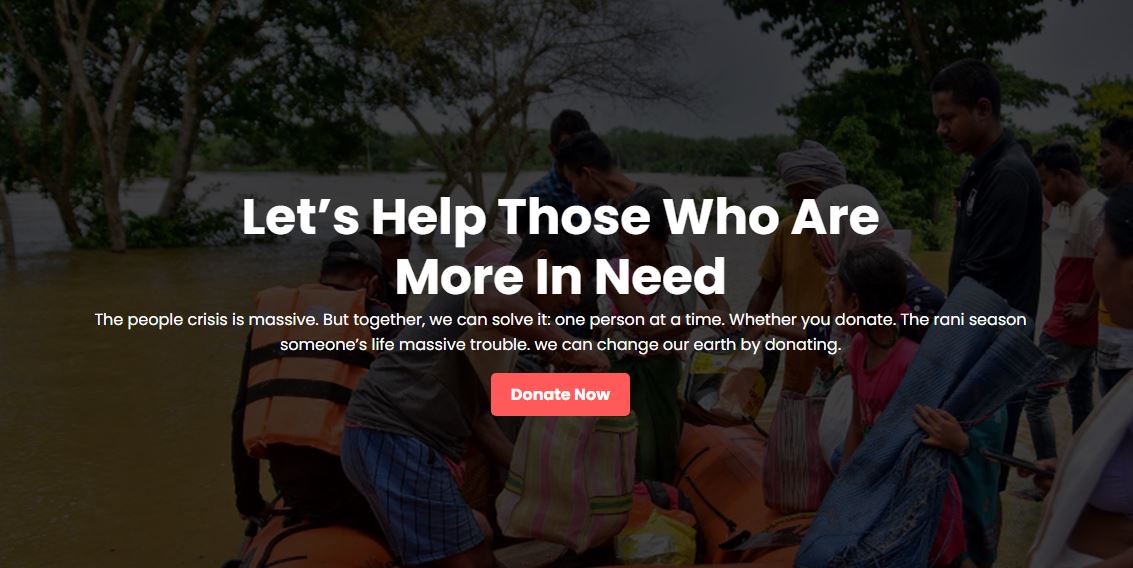 Let’s Help Those Who Are
More In Need
The people crisis is massive. But together, we can solve it: one person at a time. Whether you donate. The rani season
someone’s life massive trouble. we can change our earth by donating.
Donate Now